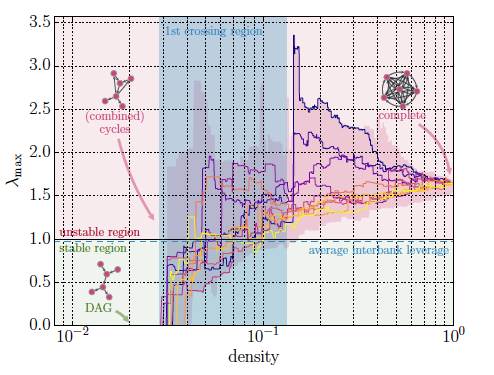 3.5
1st crossing region
3.0
2.5
(combined)
cycles
complete
2.0
λmax
1.5
unstable region
1.0
stable region
average interbank leverage
0.5
DAG
0.0
10⁻²
10⁻¹
10⁰
density